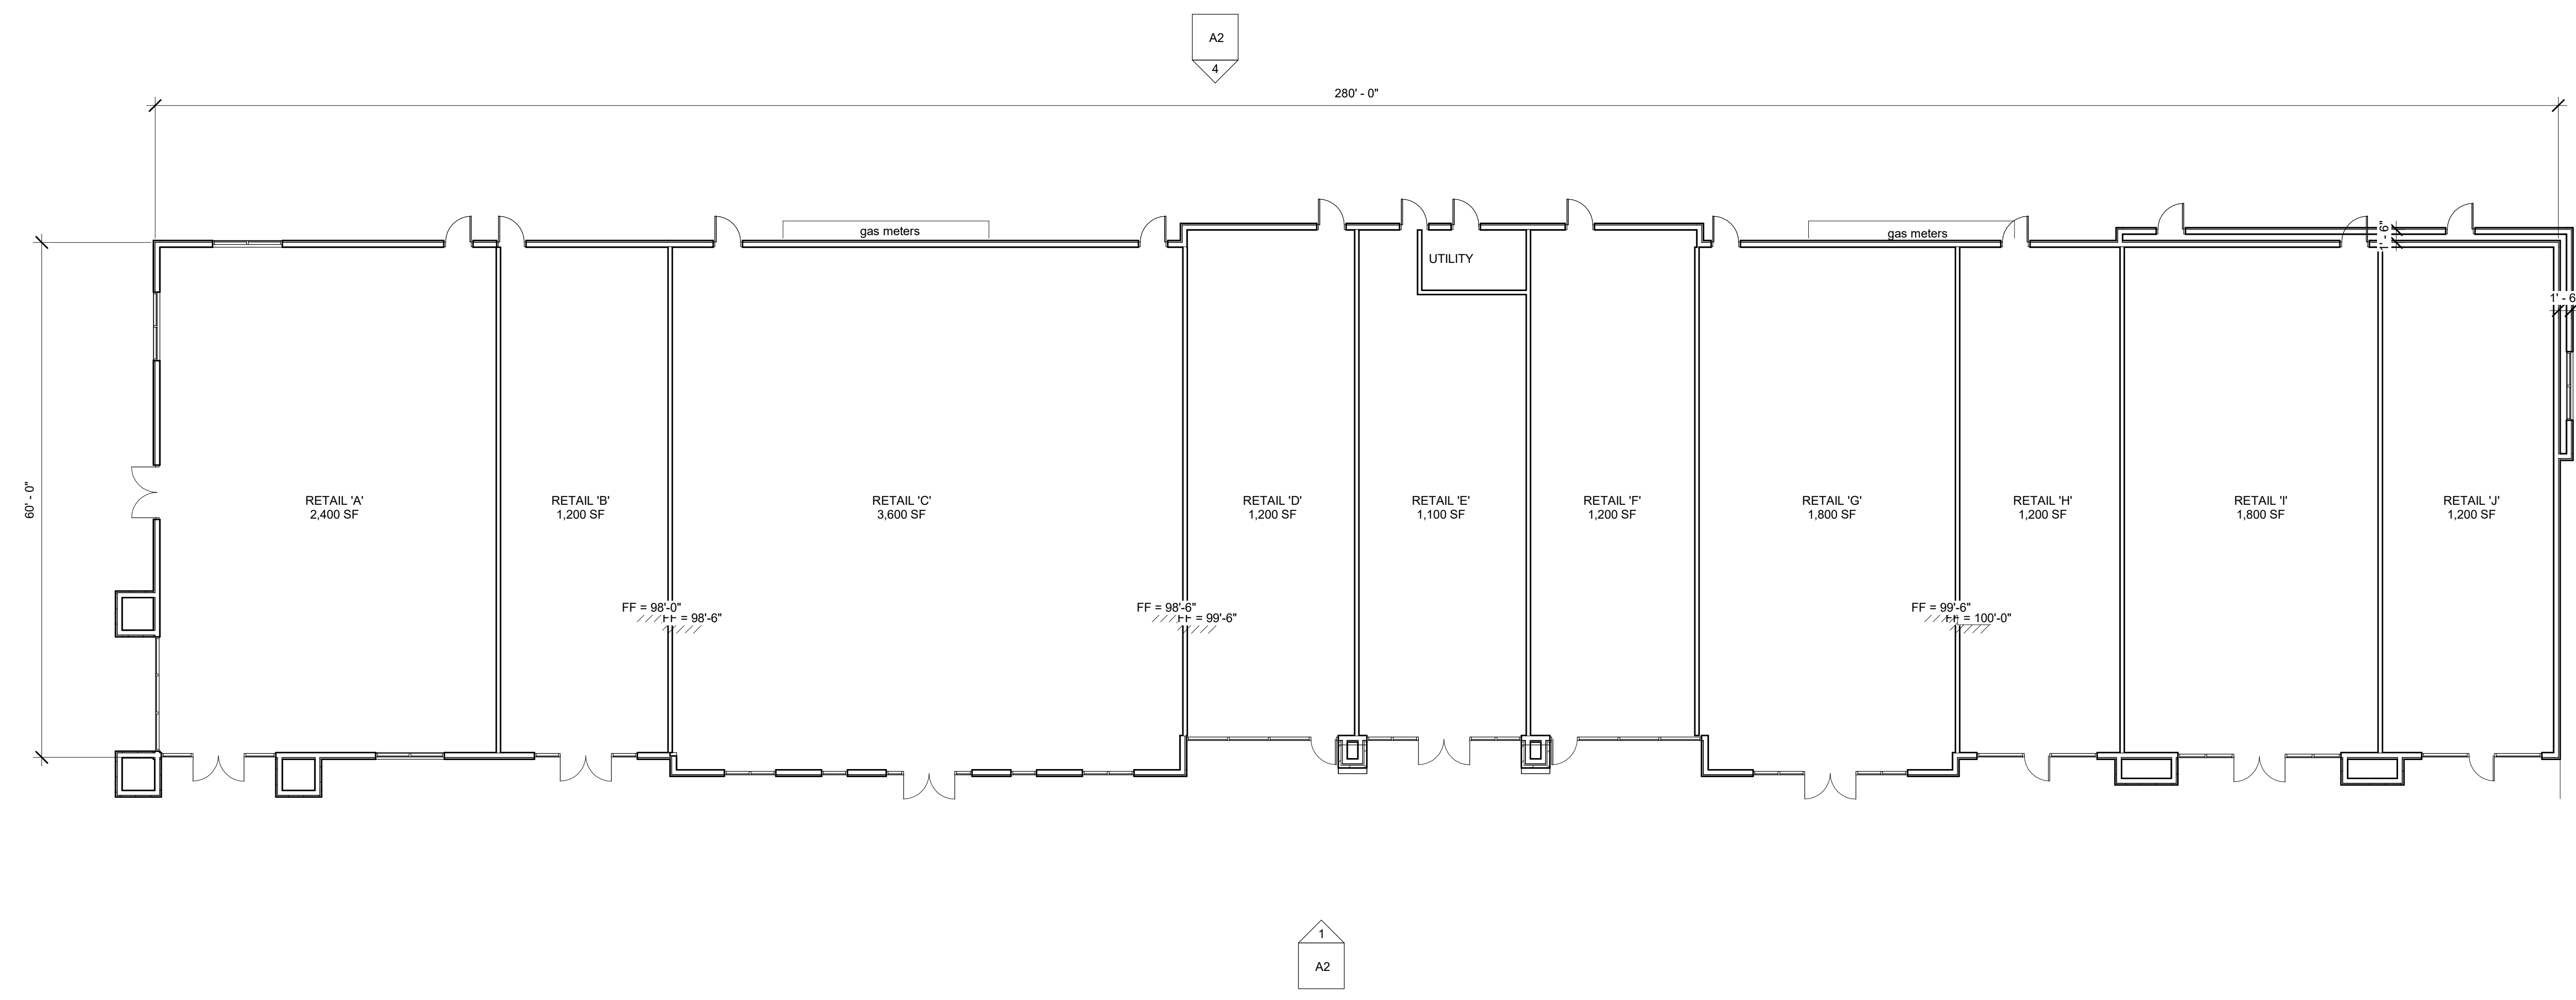 A2
4
280' - 0"
gas meters
gas meters
1' - 6"
UTILITY
1' - 6
60' - 0"
RETAIL 'A'
2,400 SF
RETAIL 'B'
1,200 SF
RETAIL 'C'
3,600 SF
RETAIL 'D'
1,200 SF
RETAIL 'E'
1,100 SF
RETAIL 'F'
1,200 SF
RETAIL 'G'
1,800 SF
RETAIL 'H'
1,200 SF
RETAIL 'I'
1,800 SF
RETAIL 'J'
1,200 SF
FF = 98'-0"
FF = 98'-6"
FF = 98'-6"
FF = 99'-6"
FF = 99'-6"
FF = 100'-0"
1
A2